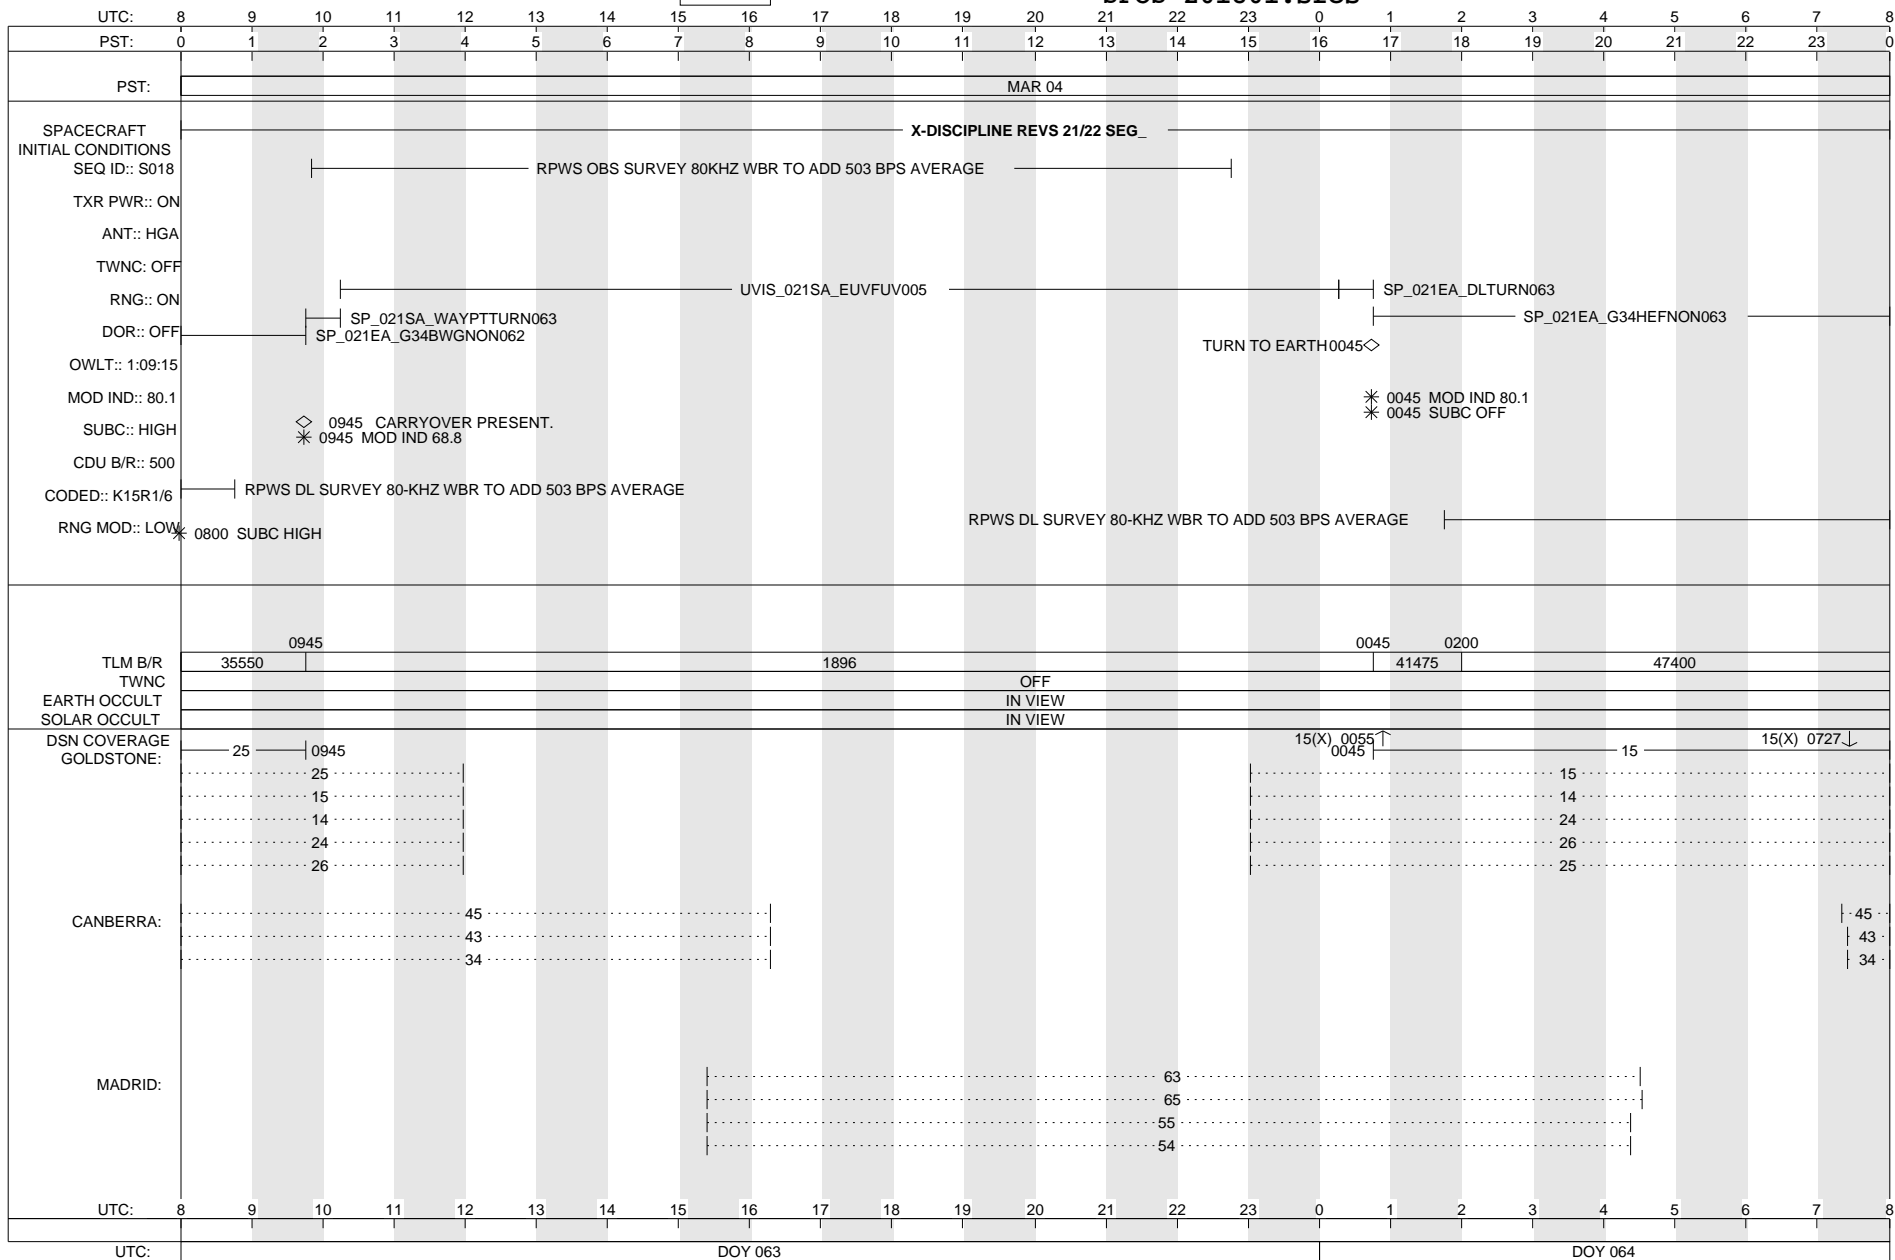 UTC: 8 9 10 11 12 13 14 15 16 17 18 19 20 21 22 23 0 1 2 3 4 5 6 7 8
PST: 0 1 2 3 4 5 6 7 8 9 10 11 12 13 14 15 16 17 18 19 20 21 22 23 0
PST: MAR 04
SPACECRAFT
INITIAL CONDITIONS
X-DISCIPLINE REVS 21/22 SEG_
SEQ ID:: S018
RPWS OBS SURVEY 80KHZ WBR TO ADD 503 BPS AVERAGE
TXR PWR:: ON
ANT:: HGA
TWNC: OFF
UVIS_021SA_EUVFUV005
SP_021EA_DLTURN063
RNG:: ON
SP_021SA_WAYPTTURN063
SP_021EA_G34HEFNON063
DOR:: OFF
SP_021EA_G34BWGNON062
TURN TO EARTH 0045
OWLT:: 1:09:15
MOD IND:: 80.1
0045 MOD IND 80.1
0045 SUBC OFF
0945 CARRYOVER PRESENT.
SUBC:: HIGH
0945 MOD IND 68.8
CDU B/R:: 500
RPWS DL SURVEY 80-KHZ WBR TO ADD 503 BPS AVERAGE
CODED:: K15R1/6
RPWS DL SURVEY 80-KHZ WBR TO ADD 503 BPS AVERAGE
RNG MOD:: LOW
0800 SUBC HIGH
0945 0045 0200
TLM B/R 35550 1896 41475 47400
TWNC OFF
EARTH OCCULT IN VIEW
SOLAR OCCULT IN VIEW
DSN COVERAGE
15(X) 0055 15(X) 0727
GOLDSTONE: 25 0945 0045 15
25 15
15 14
14 24
24 26
26 25
CANBERRA: 45 45
43 43
34 34
MADRID: 63
65
55
54
UTC: 8 9 10 11 12 13 14 15 16 17 18 19 20 21 22 23 0 1 2 3 4 5 6 7 8
UTC: DOY 063 DOY 064